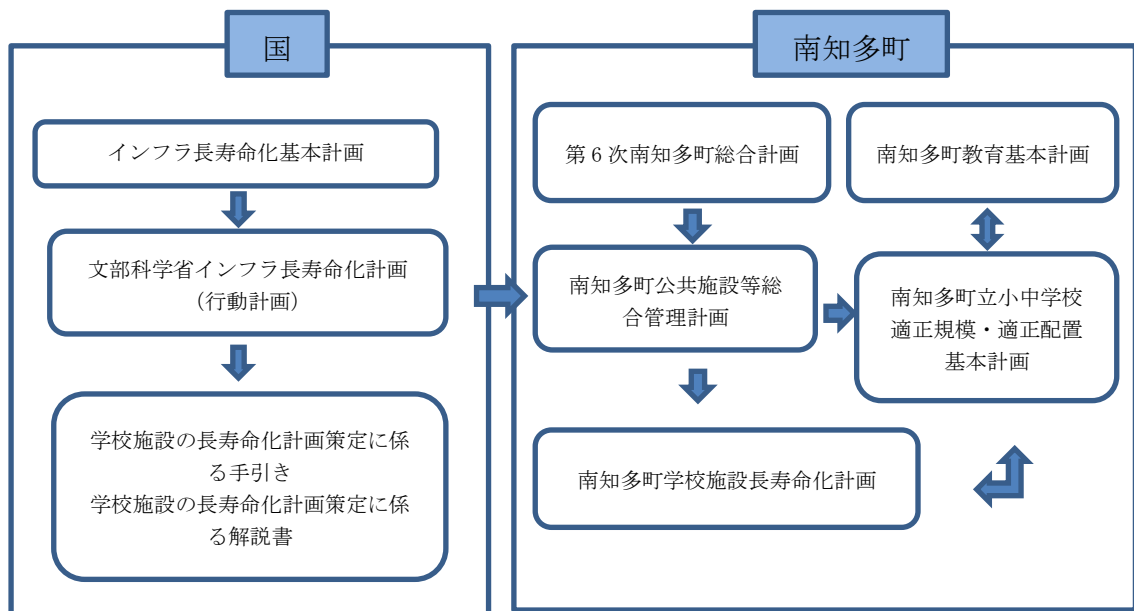 国
インフラ長寿命化基本計画
文部科学省インフラ長寿命化計画
（行動計画）
学校施設の長寿命化計画策定に係
る手引き
学校施設の長寿命化計画策定に係
る解説書
南知多町
第６次南知多町総合計画
南知多町教育基本計画
南知多町公共施設等総
合管理計画
南知多町立小中学校
適正規模・適正配置
基本計画
南知多町学校施設長寿命化計画